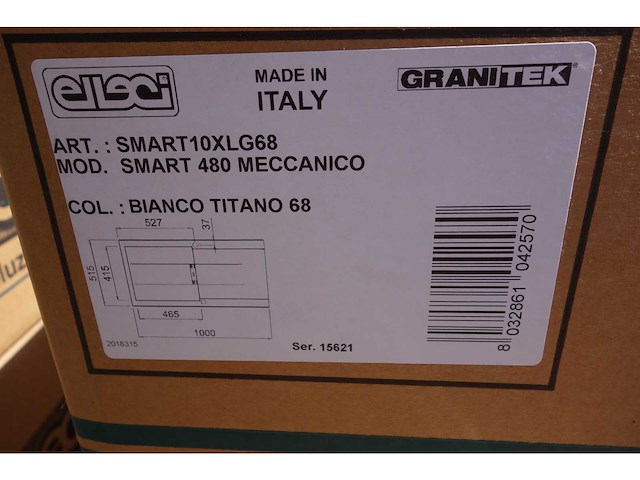 elleci
MADE IN
ITALY
GRANITEK
ART. : SMART10XLG68
MOD. SMART 480 MECCANICO
COL. : BIANCO TITANO 68
527
37
515
415
465
1000
2018315
Ser. 15621
8 032861 042570
luz